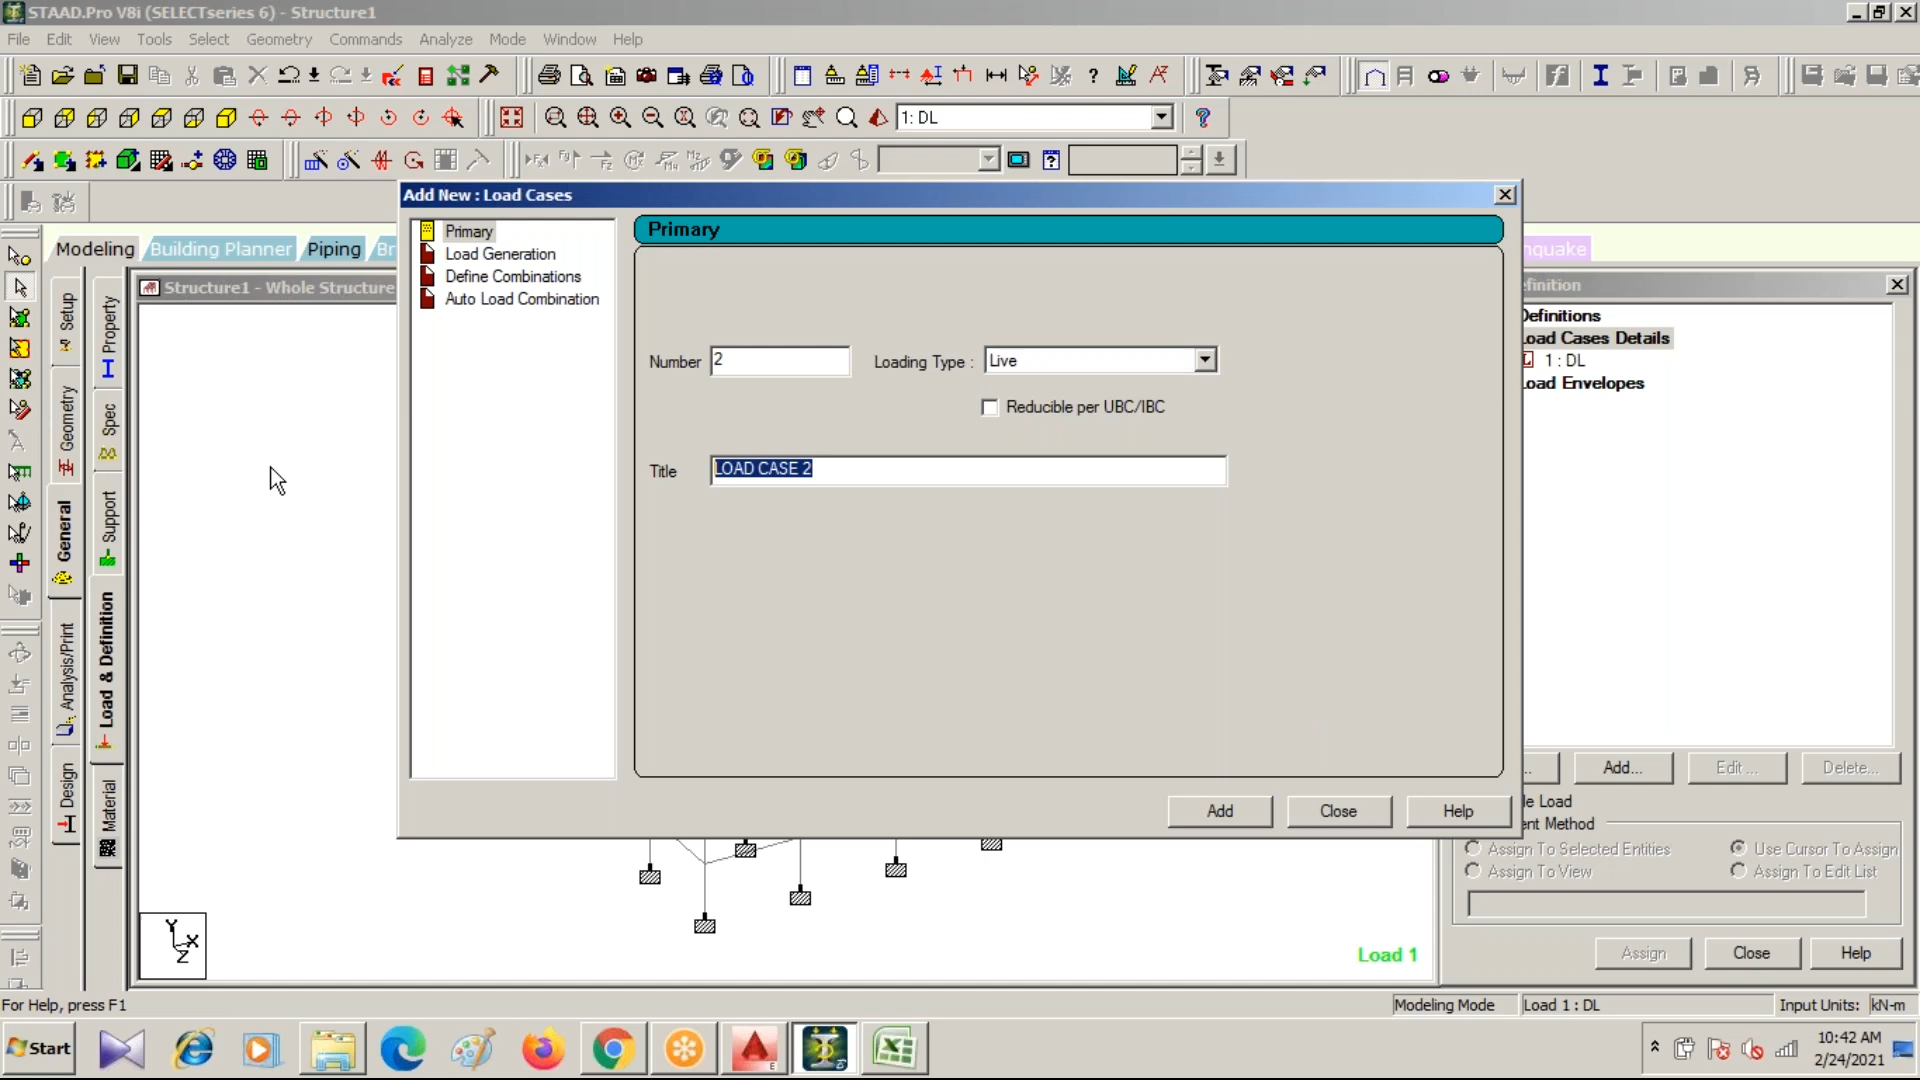 STAAD.Pro V8i (SELECTseries 6) - Structure1
File Edit View Tools Select Geometry Commands Analyze Mode Window Help
1: DL
Add New : Load Cases
Modeling Building Planner Piping Br
nquake
Structure1 - Whole Structure
Primary
Load Generation
Define Combinations
Auto Load Combination
Primary
Number 2 Loading Type : Live
Reducible per UBC/IBC
Title LOAD CASE 2
Add Close Help
Setup
Geometry
General
Analysis/Print
Design
Property
Spec
Support
Load & Definition
Material
efinition
Definitions
oad Cases Details
1 : DL
oad Envelopes
... Add... Edit ... Delete...
le Load
ent Method
Assign To Selected Entities Use Cursor To Assign
Assign To View Assign To Edit List
Assign Close Help
Y X Z
Load 1
For Help, press F1 Modeling Mode Load 1 : DL Input Units: kN-m
Start
10:42 AM
2/24/2021